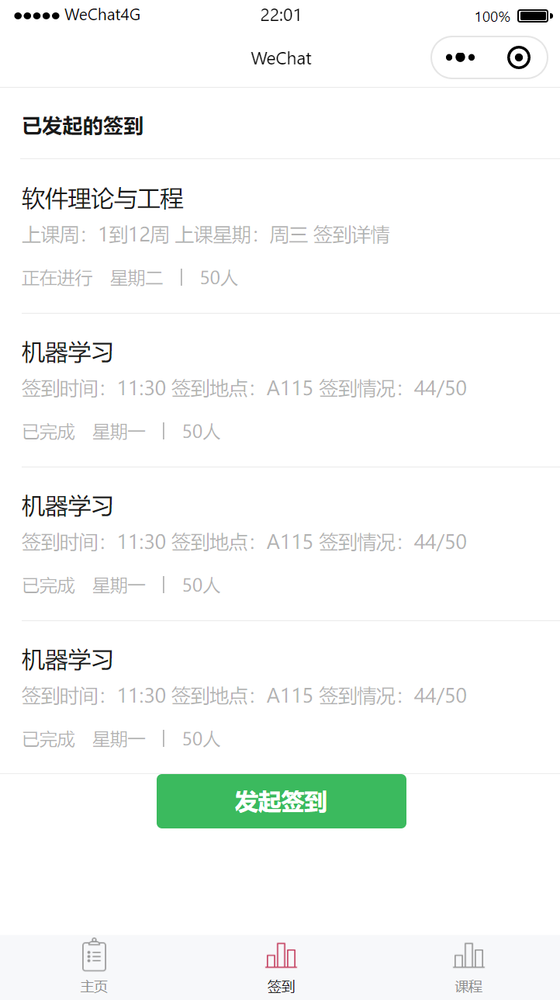 ●●●●● WeChat4G 22:01 100%
WeChat
已发起的签到
软件理论与工程
上课周：1到12周 上课星期：周三 签到详情
正在进行 星期二 | 50人
机器学习
签到时间：11:30 签到地点：A115 签到情况：44/50
已完成 星期一 | 50人
机器学习
签到时间：11:30 签到地点：A115 签到情况：44/50
已完成 星期一 | 50人
机器学习
签到时间：11:30 签到地点：A115 签到情况：44/50
已完成 星期一 | 50人
发起签到
主页 签到 课程